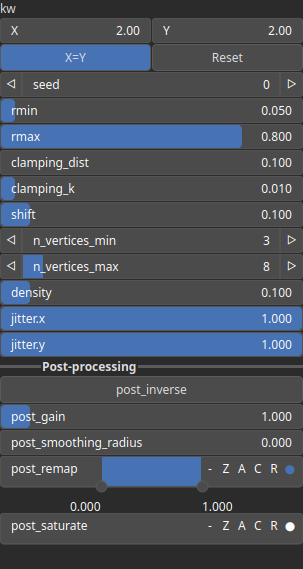 kw
X 2.00 Y 2.00
X=Y Reset
seed 0
rmin 0.050
rmax 0.800
clamping_dist 0.100
clamping_k 0.010
shift 0.100
n_vertices_min 3
n_vertices_max 8
density 0.100
jitter.x 1.000
jitter.y 1.000
Post-processing
post_inverse
post_gain 1.000
post_smoothing_radius 0.000
post_remap - Z A C R
0.000 1.000
post_saturate - Z A C R